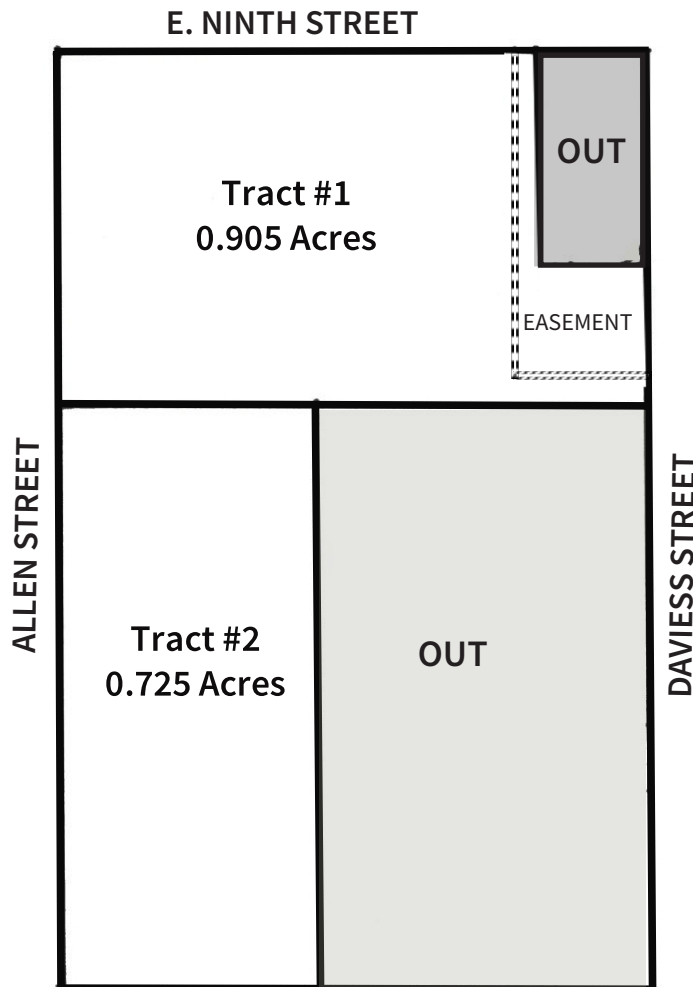 E. NINTH STREET
OUT
Tract #1
0.905 Acres
EASEMENT
ALLEN STREET
DAVIESS STREET
Tract #2
0.725 Acres
OUT